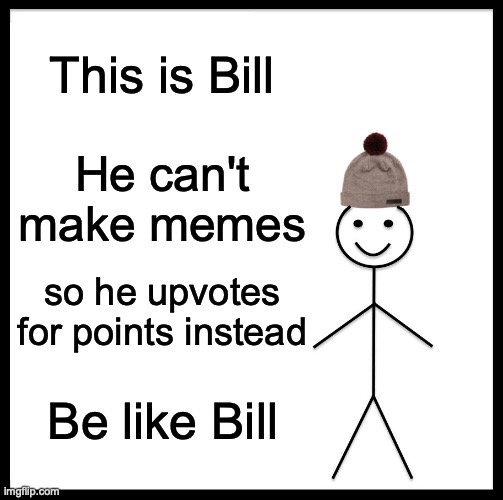 This is Bill
He can't
make memes
so he upvotes
for points instead
Be like Bill
imgflip.com